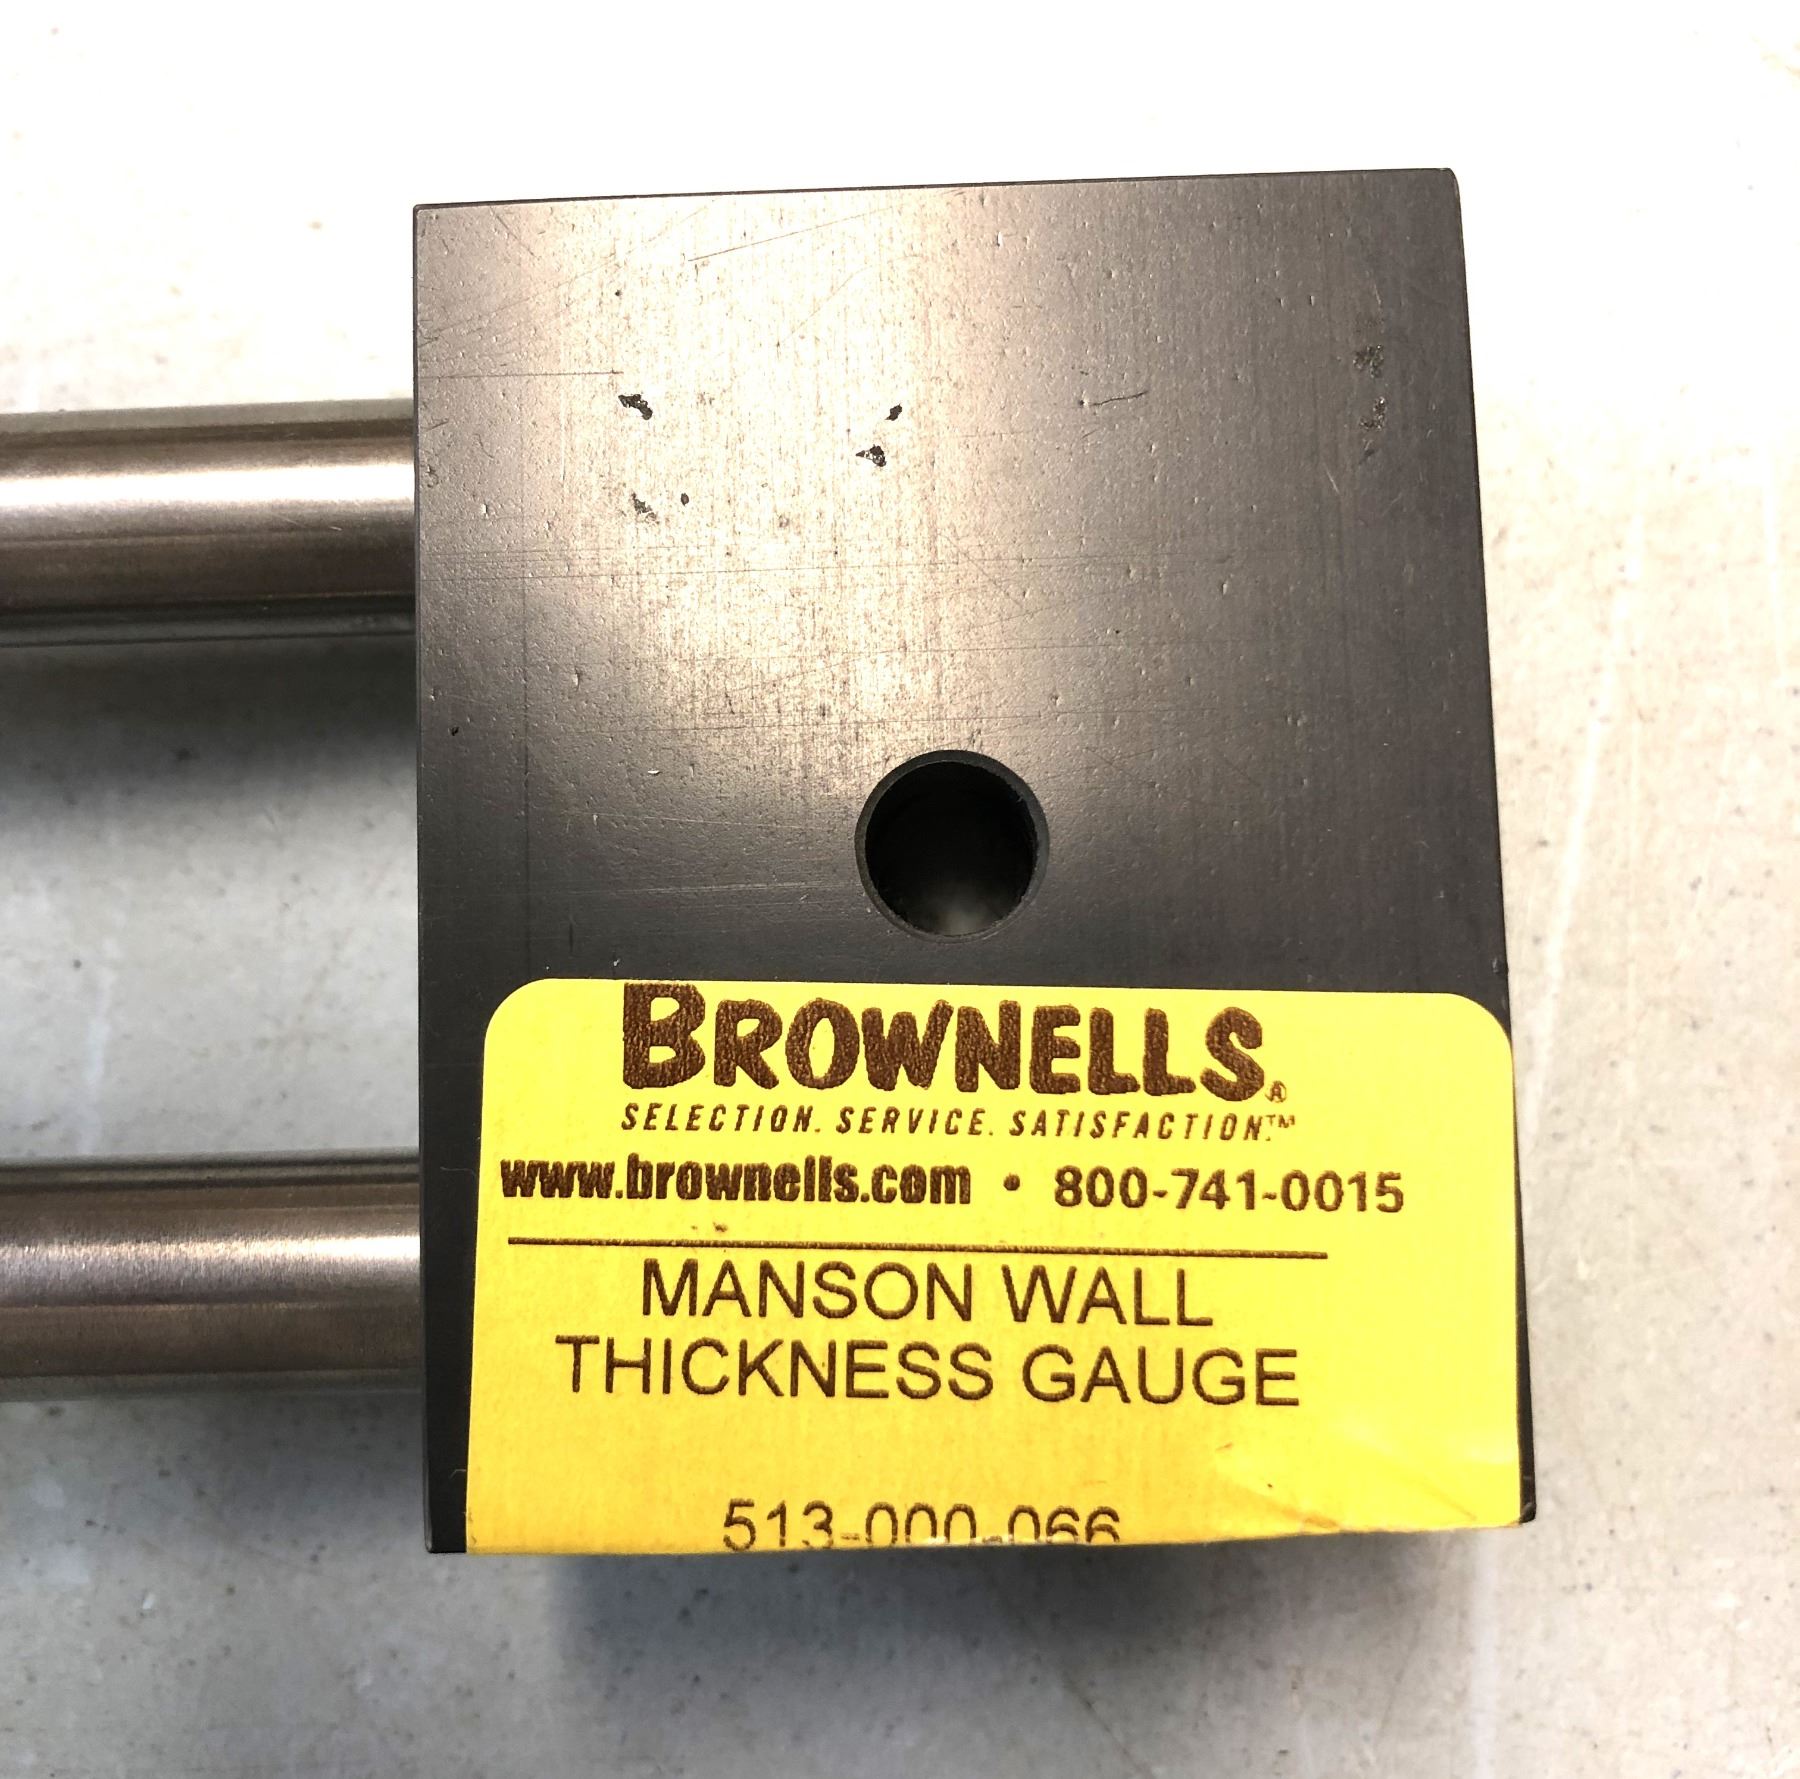 BROWNELLS®
SELECTION. SERVICE. SATISFACTION.™
www.brownells.com • 800-741-0015
MANSON WALL
THICKNESS GAUGE
513-000-066